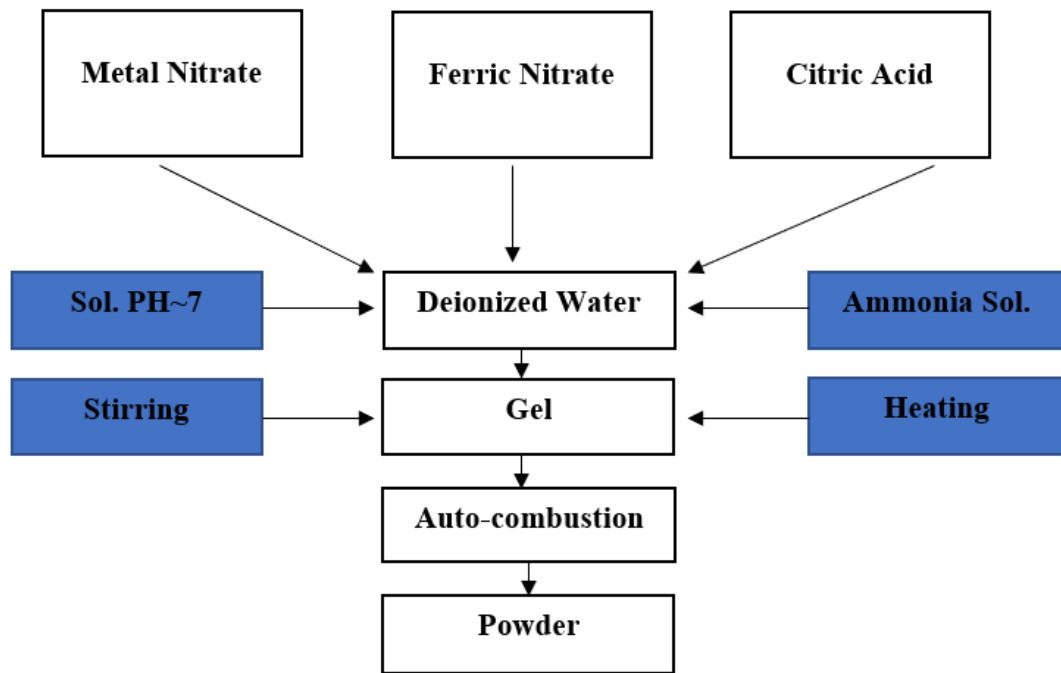 Metal Nitrate
Ferric Nitrate
Citric Acid
Sol. PH~7
Deionized Water
Ammonia Sol.
Stirring
Gel
Heating
Auto-combustion
Powder